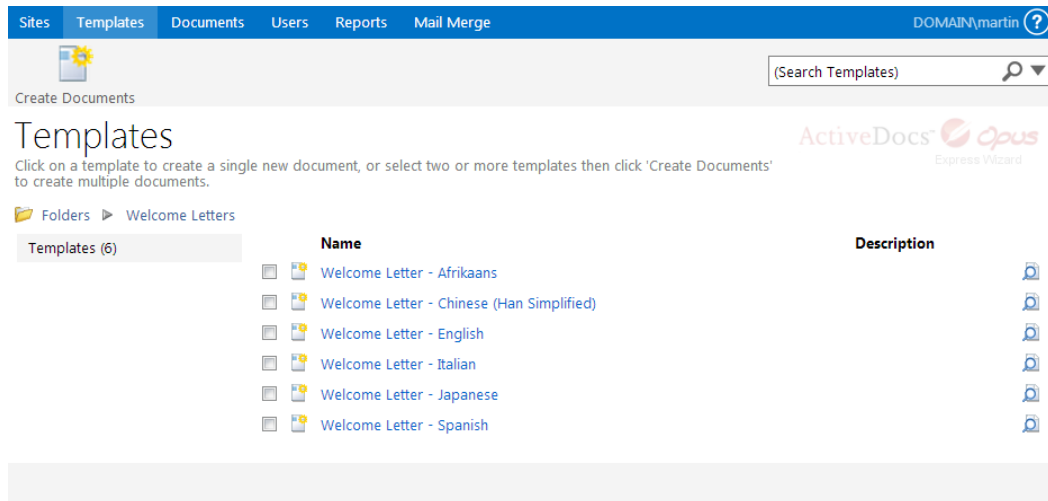 Sites Templates Documents Users Reports Mail Merge DOMAIN\martin ?
(Search Templates)
Create Documents
Templates
ActiveDocs Opus
Express Wizard
Click on a template to create a single new document, or select two or more templates then click 'Create Documents'
to create multiple documents.
Folders Welcome Letters
Templates (6)
Name Description
Welcome Letter - Afrikaans
Welcome Letter - Chinese (Han Simplified)
Welcome Letter - English
Welcome Letter - Italian
Welcome Letter - Japanese
Welcome Letter - Spanish